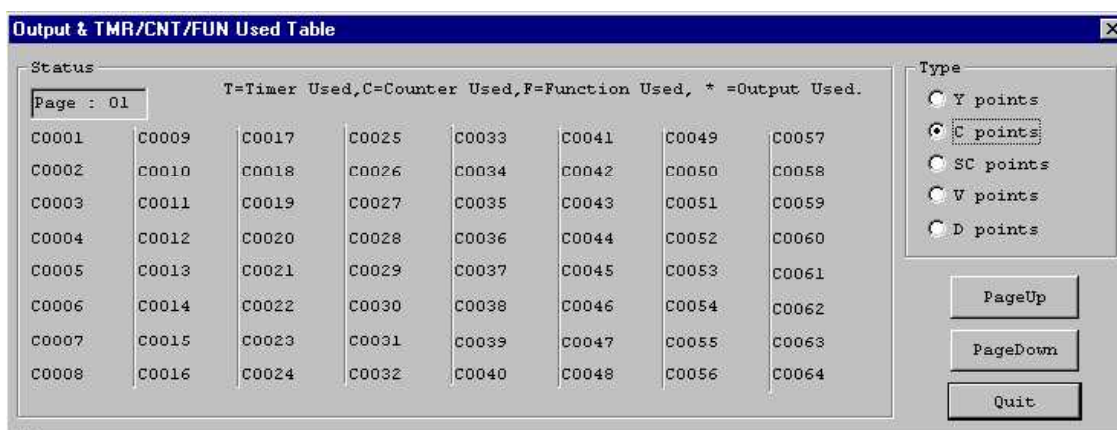 Output & TMR/CNT/FUN Used Table
Status
Page : 01
T=Timer Used,C=Counter Used,F=Function Used, * =Output Used.
C0001 C0009 C0017 C0025 C0033 C0041 C0049 C0057
C0002 C0010 C0018 C0026 C0034 C0042 C0050 C0058
C0003 C0011 C0019 C0027 C0035 C0043 C0051 C0059
C0004 C0012 C0020 C0028 C0036 C0044 C0052 C0060
C0005 C0013 C0021 C0029 C0037 C0045 C0053 C0061
C0006 C0014 C0022 C0030 C0038 C0046 C0054 C0062
C0007 C0015 C0023 C0031 C0039 C0047 C0055 C0063
C0008 C0016 C0024 C0032 C0040 C0048 C0056 C0064
Type
Y points
C points
SC points
V points
D points
PageUp
PageDown
Quit